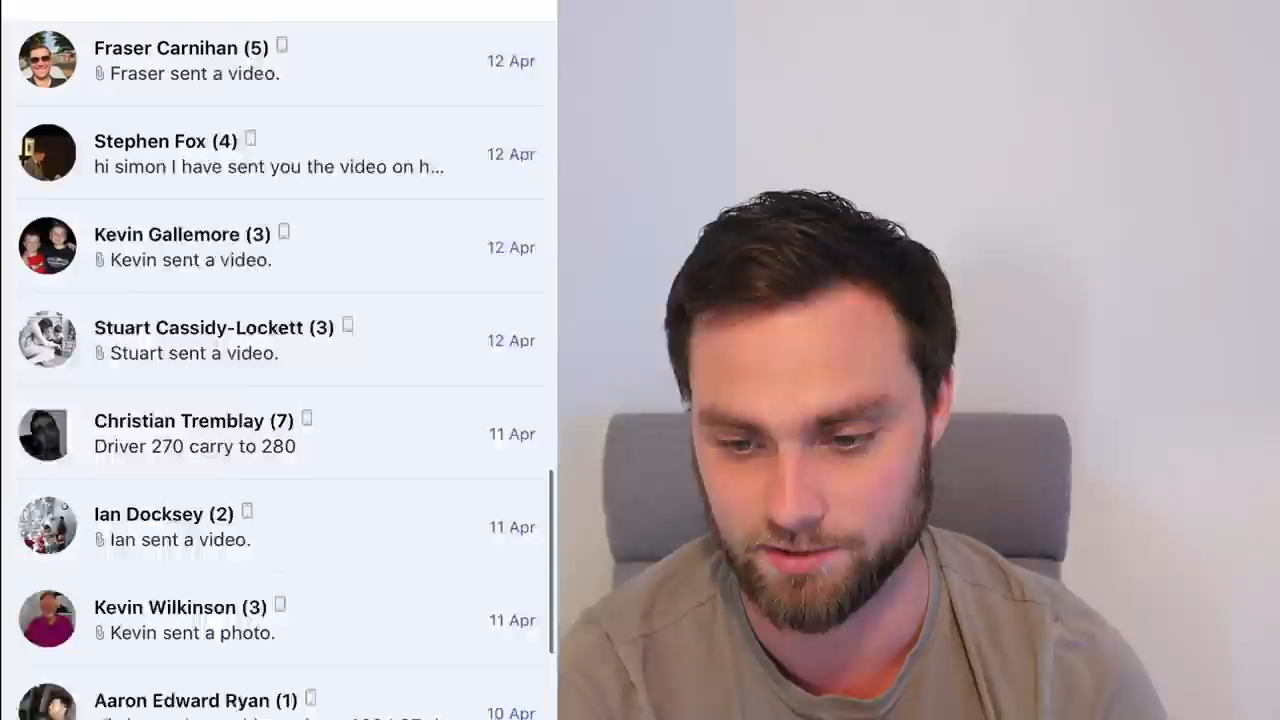 Fraser Carnihan (5)
Fraser sent a video.
12 Apr
Stephen Fox (4)
hi simon I have sent you the video on h...
12 Apr
Kevin Gallemore (3)
Kevin sent a video.
12 Apr
Stuart Cassidy-Lockett (3)
Stuart sent a video.
12 Apr
Christian Tremblay (7)
Driver 270 carry to 280
11 Apr
Ian Docksey (2)
Ian sent a video.
11 Apr
Kevin Wilkinson (3)
Kevin sent a photo.
11 Apr
Aaron Edward Ryan (1)
10 Apr